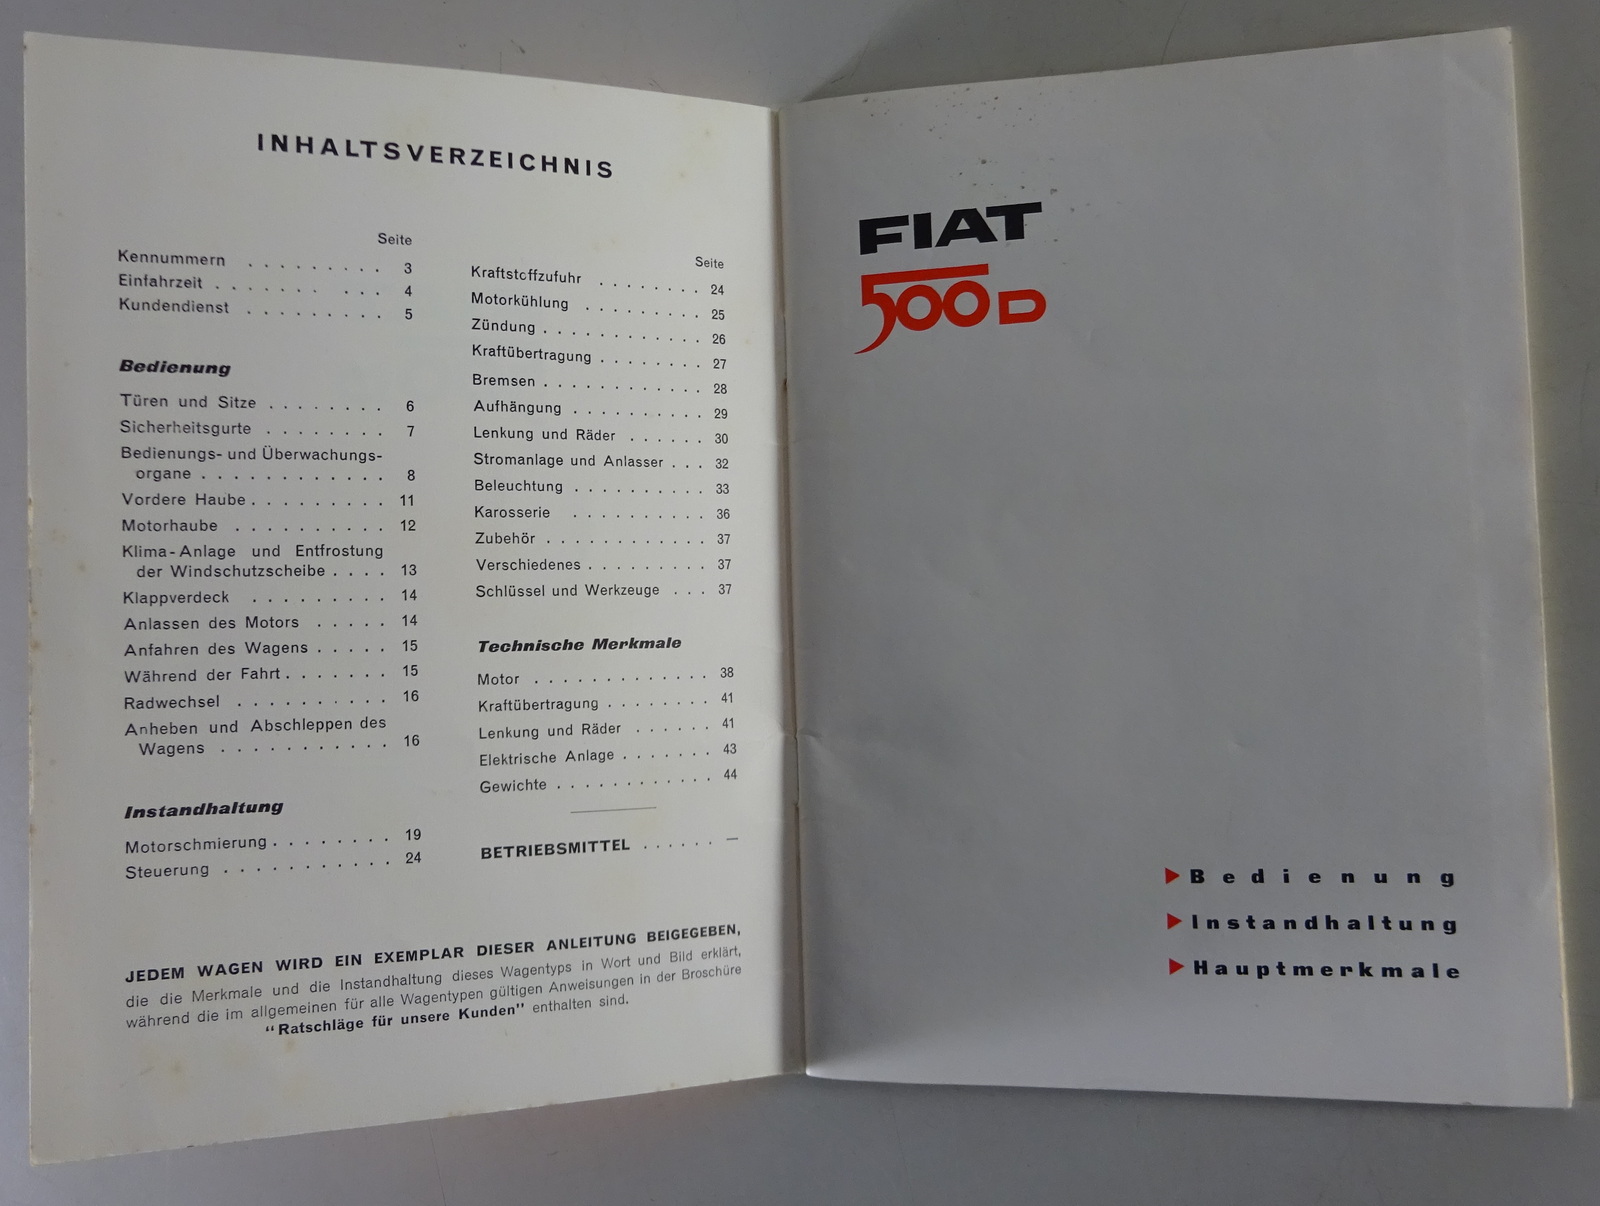 INHALTSVERZEICHNIS
Seite
Kennummern . . . . . . . . . 3
Einfahrzeit . . . . . . . . . . 4
Kundendienst . . . . . . . . . 5
Bedienung
Türen und Sitze . . . . . . . . 6
Sicherheitsgurte . . . . . . . . 7
Bedienungs- und Überwachungs-
organe . . . . . . . . . . . . 8
Vordere Haube . . . . . . . . . 11
Motorhaube . . . . . . . . . . 12
Klima-Anlage und Entfrostung
der Windschutzscheibe . . . . 13
Klappverdeck . . . . . . . . . 14
Anlassen des Motors . . . . . 14
Anfahren des Wagens . . . . . 15
Während der Fahrt . . . . . . . 15
Radwechsel . . . . . . . . . . 16
Anheben und Abschleppen des
Wagens . . . . . . . . . . . 16
Instandhaltung
Motorschmierung . . . . . . . . 19
Steuerung . . . . . . . . . . . 24
Seite
Kraftstoffzufuhr . . . . . . . . 24
Motorkühlung . . . . . . . . . 25
Zündung . . . . . . . . . . . . 26
Kraftübertragung . . . . . . . . 27
Bremsen . . . . . . . . . . . . 28
Aufhängung . . . . . . . . . . 29
Lenkung und Räder . . . . . . 30
Stromanlage und Anlasser . . . 32
Beleuchtung . . . . . . . . . . 33
Karosserie . . . . . . . . . . 36
Zubehör . . . . . . . . . . . . 37
Verschiedenes . . . . . . . . . 37
Schlüssel und Werkzeuge . . . 37
Technische Merkmale
Motor . . . . . . . . . . . . . 38
Kraftübertragung . . . . . . . . 41
Lenkung und Räder . . . . . . 41
Elektrische Anlage . . . . . . . 43
Gewichte . . . . . . . . . . . . 44
BETRIEBSMITTEL . . . . . . —
JEDEM WAGEN WIRD EIN EXEMPLAR DIESER ANLEITUNG BEIGEGEBEN,
die die Merkmale und die Instandhaltung dieses Wagentyps in Wort und Bild erklärt,
während die im allgemeinen für alle Wagentypen gültigen Anweisungen in der Broschüre
"Ratschläge für unsere Kunden" enthalten sind.
FIAT
500D
Bedienung
Instandhaltung
Hauptmerkmale